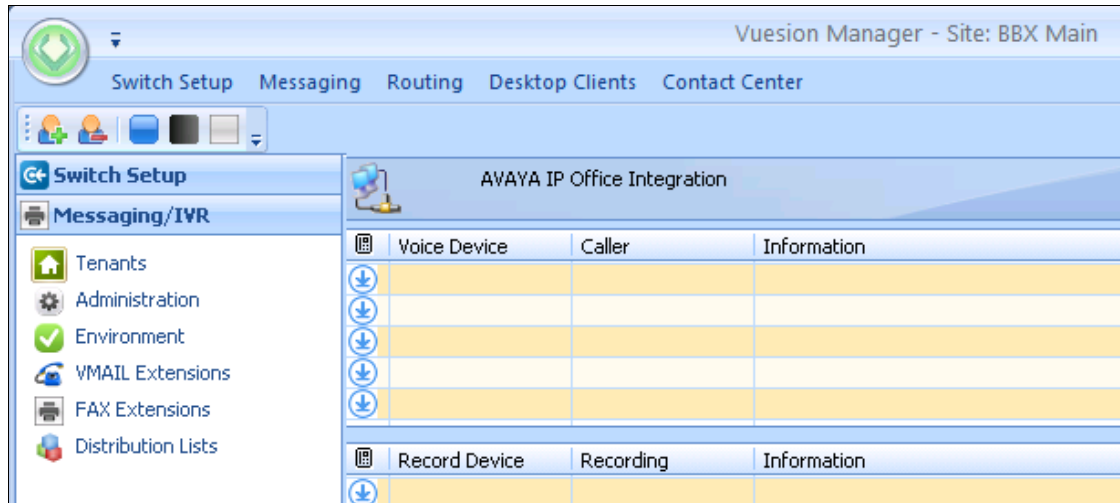 Vuesion Manager - Site: BBX Main
Switch Setup Messaging Routing Desktop Clients Contact Center
Switch Setup
Messaging/IVR
Tenants
Administration
Environment
VMAIL Extensions
FAX Extensions
Distribution Lists
AVAYA IP Office Integration
Voice Device Caller Information
Record Device Recording Information